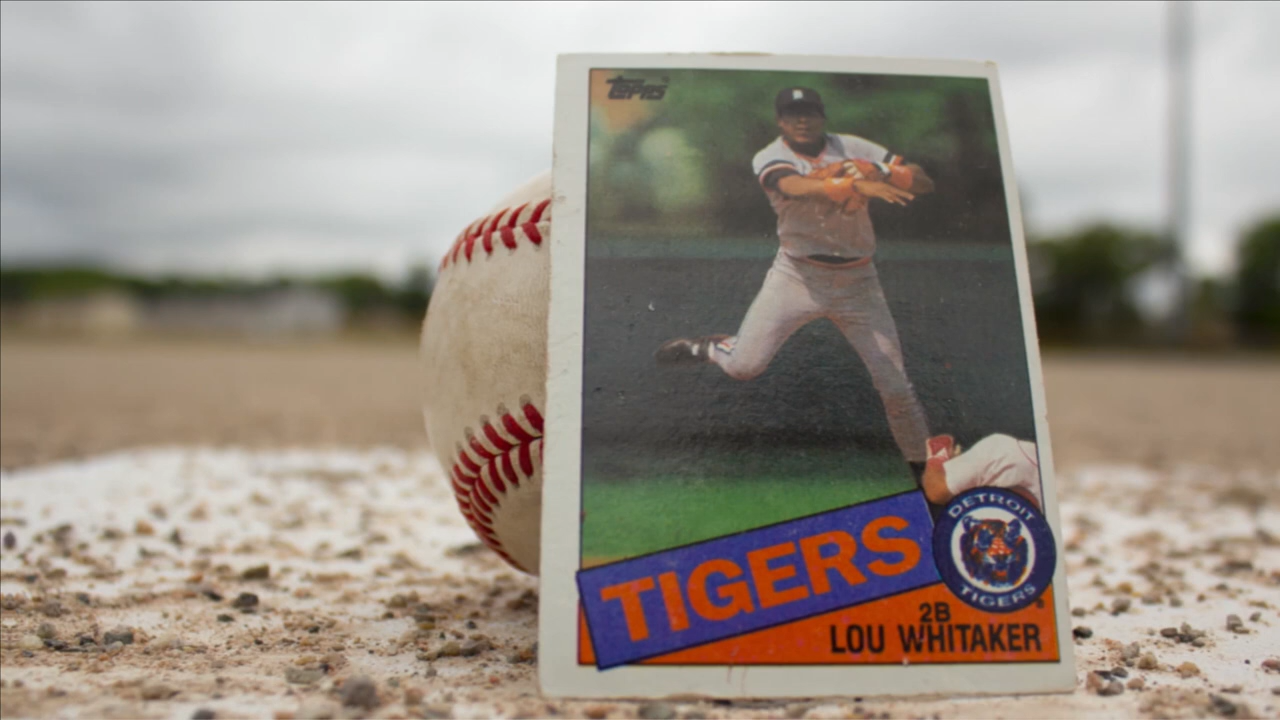 Topps
TIGERS
DETROIT
TIGERS
2B
LOU WHITAKER